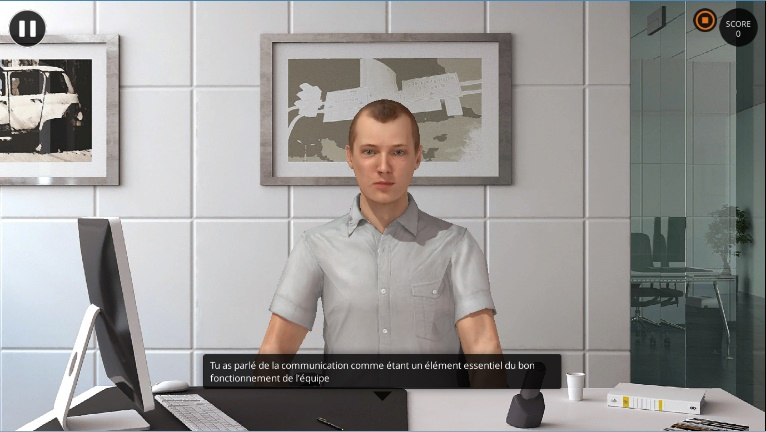 SCORE
0
Tu as parlé de la communication comme étant un élément essentiel du bon
fonctionnement de l'équipe